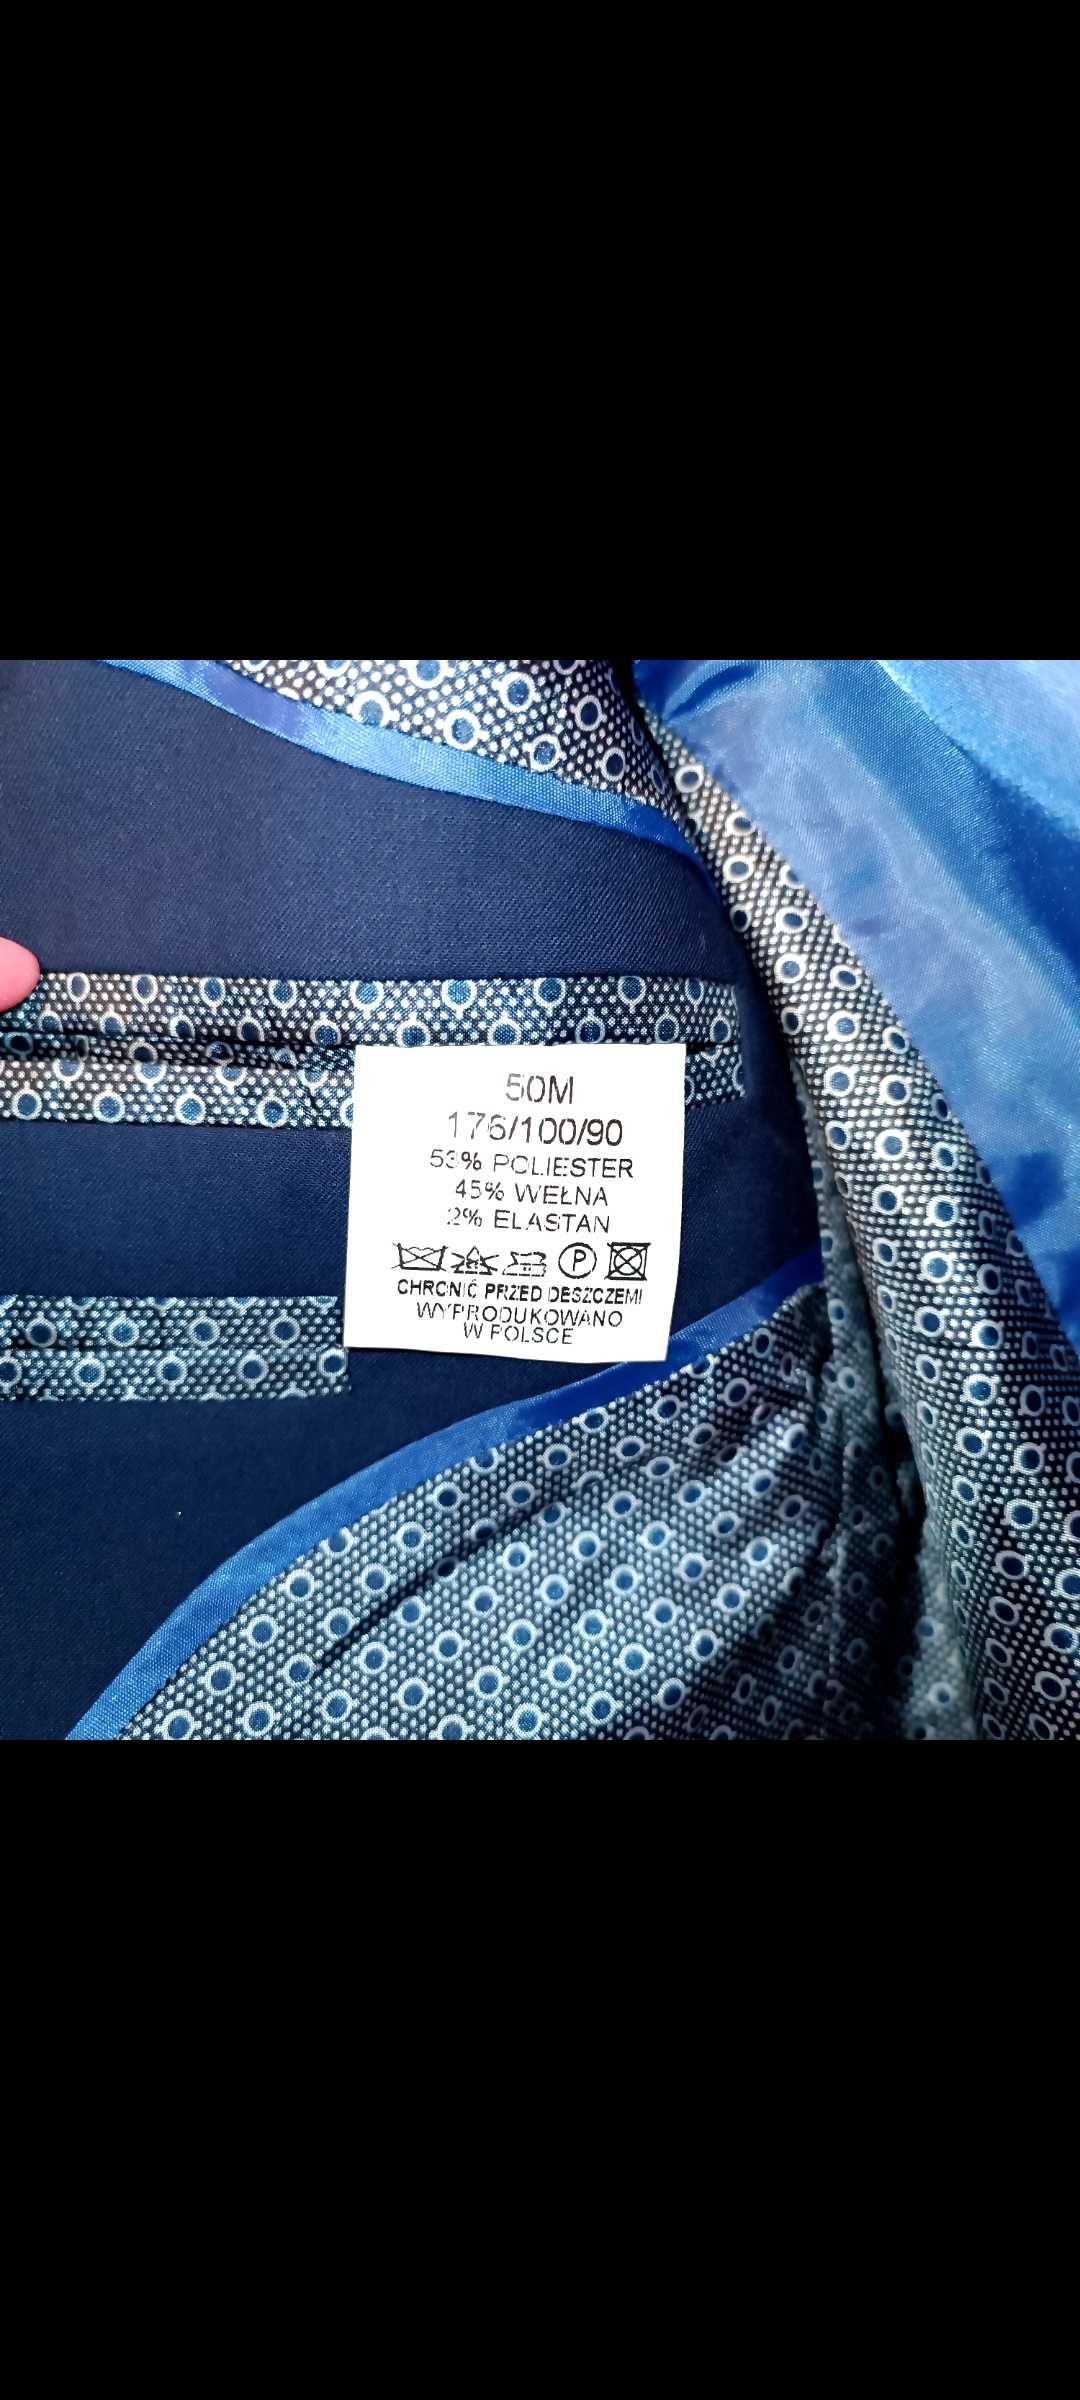 50M
176/100/90
53% POLIESTER
45% WEŁNA
2% ELASTAN
P
CHRONIĆ PRZED DESZCZEM!
WYPRODUKOWANO
W POLSCE